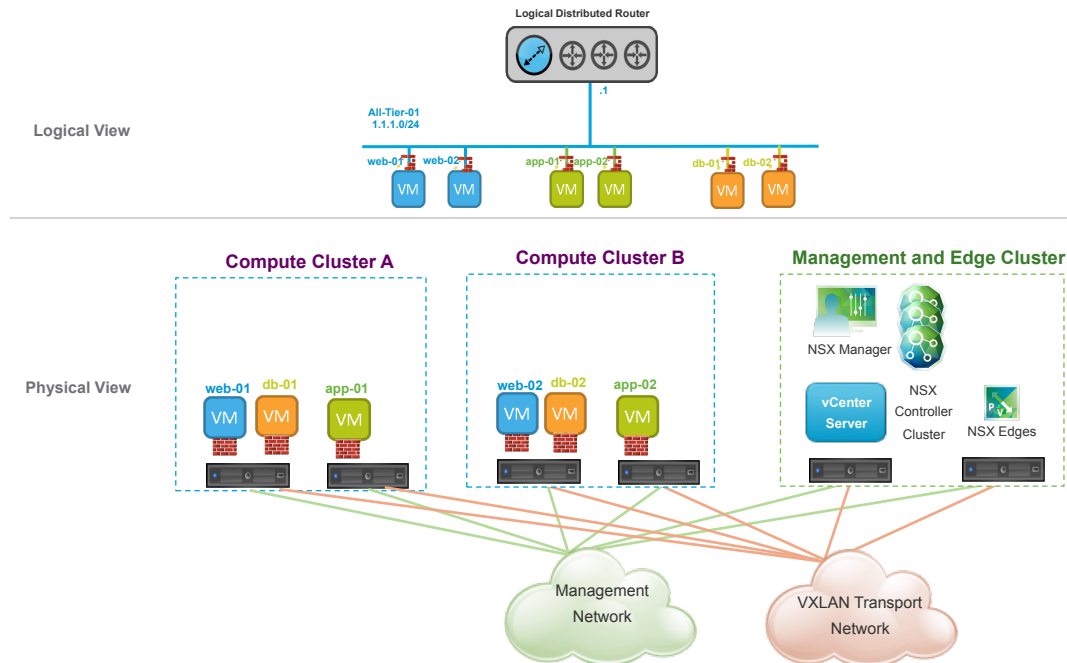 Logical Distributed Router
.1
All-Tier-01
1.1.1.0/24
Logical View
web-01
web-02
app-01
app-02
db-01
db-02
VM
VM
VM
VM
VM
VM
Compute Cluster A
Compute Cluster B
Management and Edge Cluster
NSX Manager
Physical View
web-01
db-01
app-01
web-02
db-02
app-02
VM
VM
VM
VM
VM
VM
vCenter
Server
NSX
Controller
Cluster
P
V
NSX Edges
Management
Network
VXLAN Transport
Network